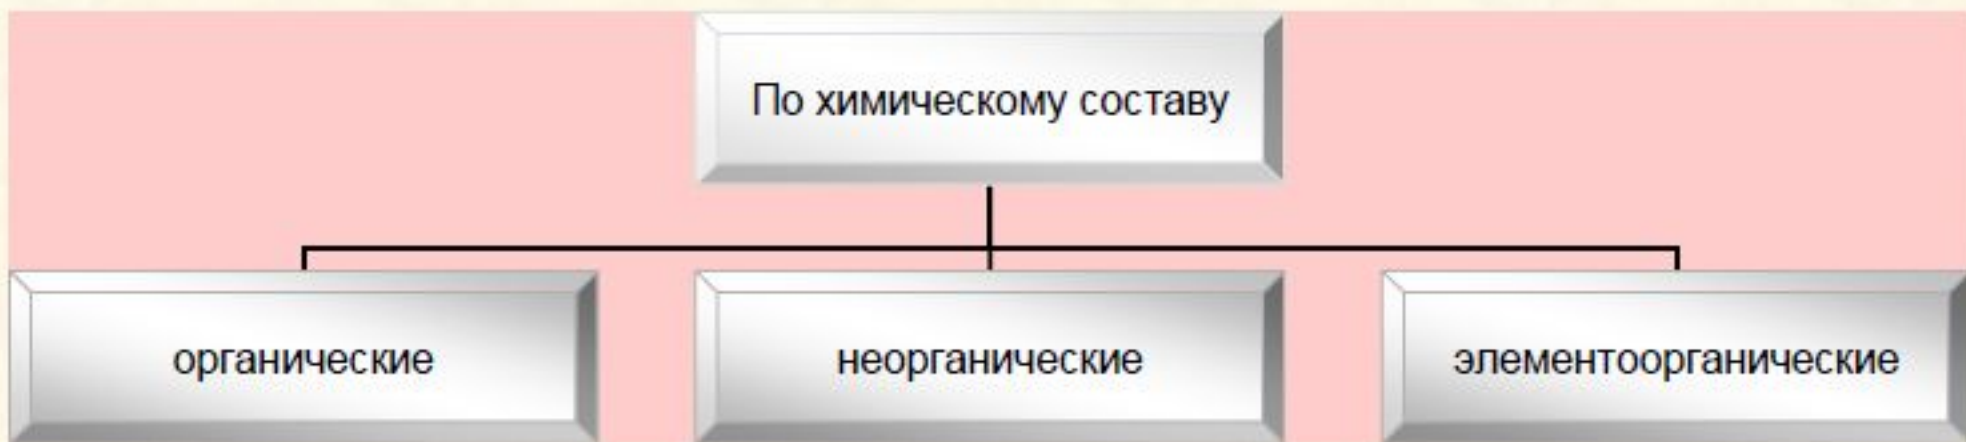 По химическому составу
органические
неорганические
элементоорганические